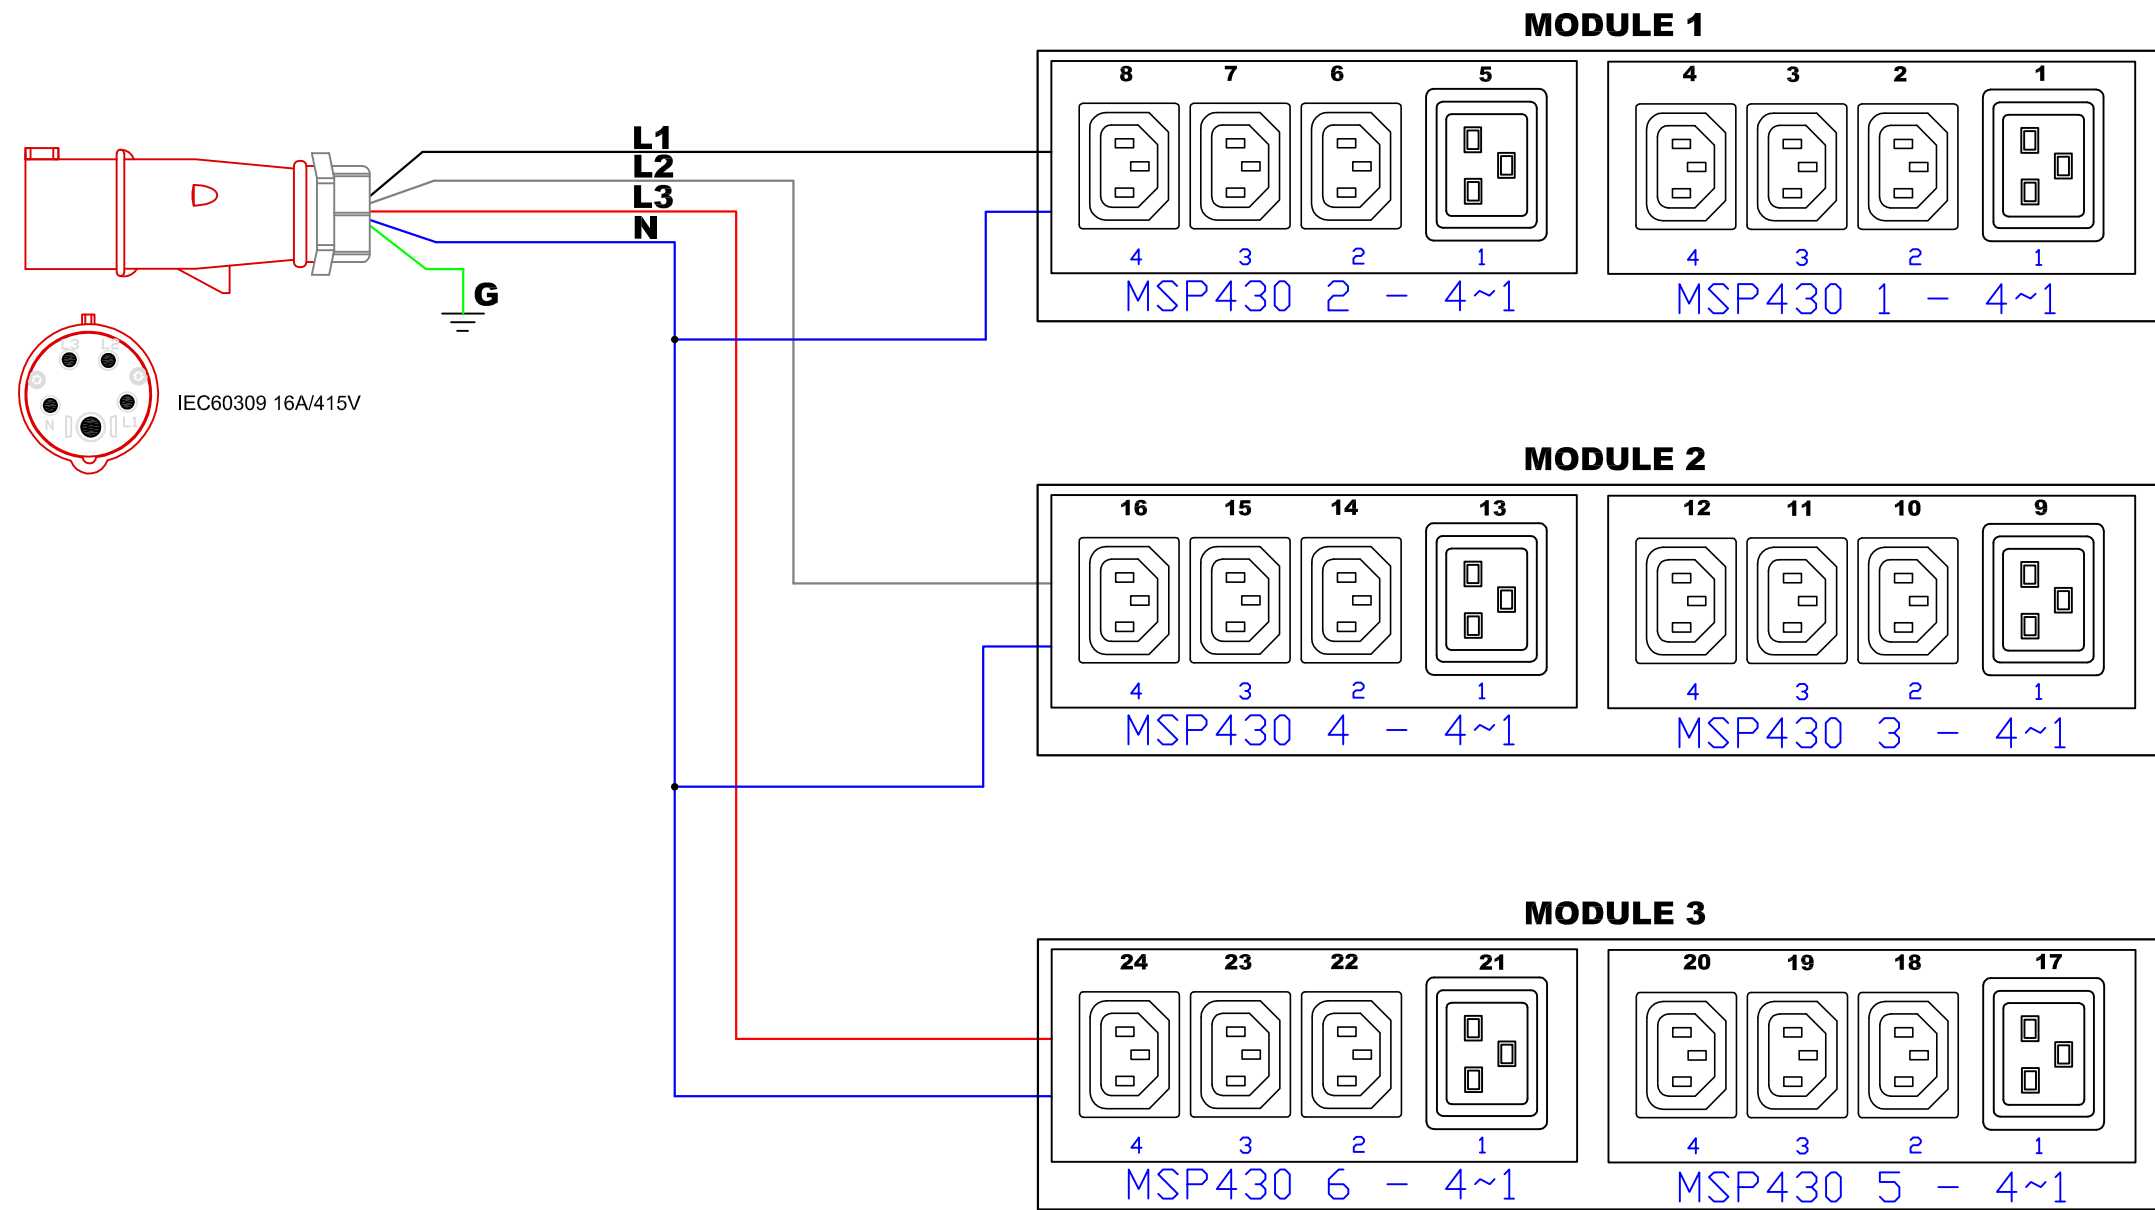 MODULE 1
8 7 6 5 4 3 2 1
4 3 2 1 4 3 2 1
MSP430 2 - 4~1 MSP430 1 - 4~1
L1
L2
L3
N
G
L3 L2
N L1
IEC60309 16A/415V
MODULE 2
16 15 14 13 12 11 10 9
4 3 2 1 4 3 2 1
MSP430 4 - 4~1 MSP430 3 - 4~1
MODULE 3
24 23 22 21 20 19 18 17
4 3 2 1 4 3 2 1
MSP430 6 - 4~1 MSP430 5 - 4~1